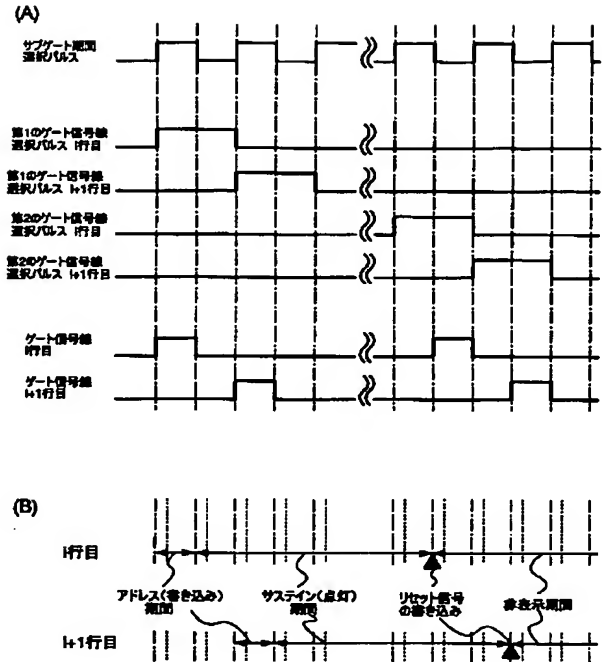 (A)
サブゲート期間
選択パルス
第1のゲート信号線
選択パルス i行目
第1のゲート信号線
選択パルス i+1行目
第2のゲート信号線
選択パルス i行目
第2のゲート信号線
選択パルス i+1行目
ゲート信号線
i行目
ゲート信号線
i+1行目
(B)
i行目
アドレス(書き込み)
期間
サステイン(点灯)
期間
リセット信号
の書き込み
非表示期間
i+1行目